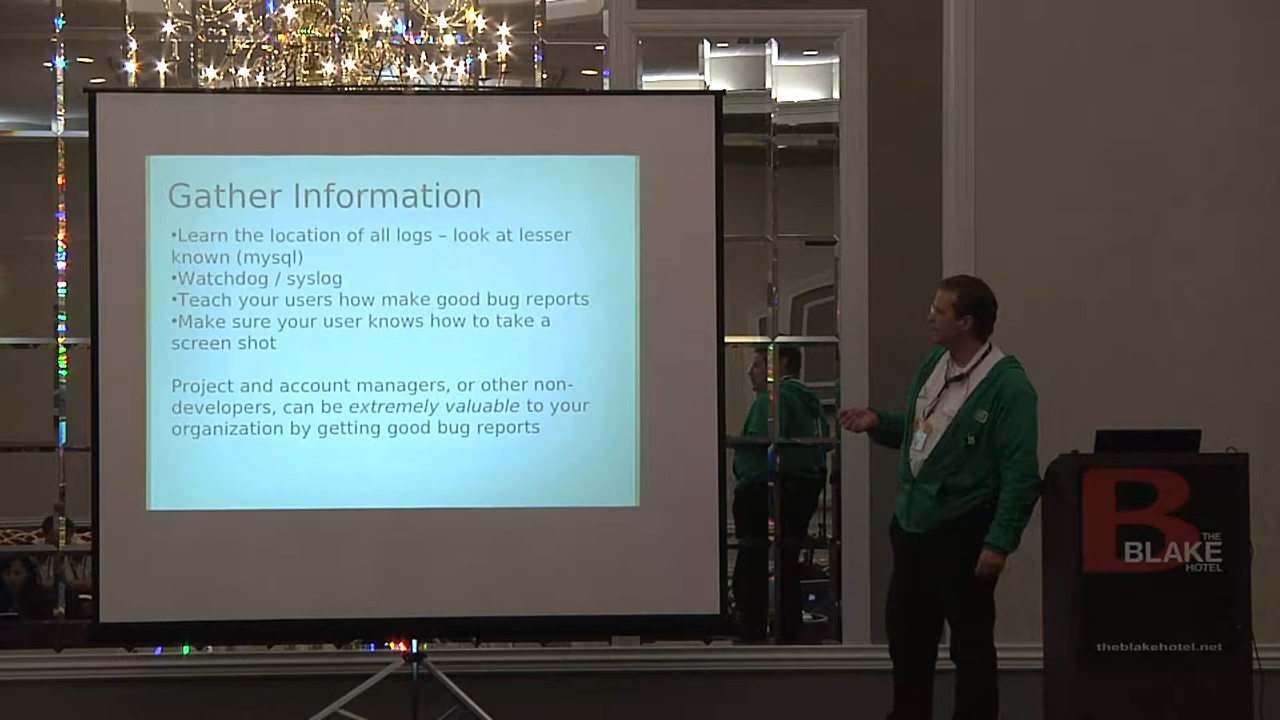 Gather Information
•Learn the location of all logs – look at lesser
known (mysql)
•Watchdog / syslog
•Teach your users how make good bug reports
•Make sure your user knows how to take a
screen shot
Project and account managers, or other non-
developers, can be extremely valuable to your
organization by getting good bug reports
B
THE
BLAKE
HOTEL
theblakehotel.net